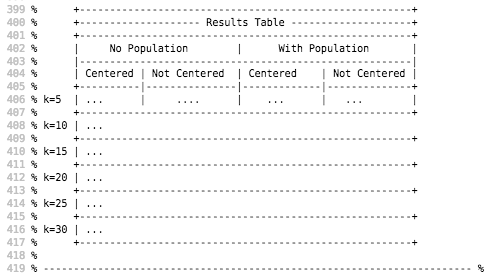 399 %      +-----------------------------------------------------+
400 %      +------------------- Results Table -------------------+
401 %      +-----------------------------------------------------+
402 %      |     No Population        |      With Population       |
403 %      |-----------------------------------------------------|
404 %      | Centered | Not Centered | Centered    | Not Centered |
405 %      +----------|--------------+-------------|--------------+
406 % k=5  | ...      |     ....     |    ...      |   ...        |
407 %      +-----------------------------------------------------+
408 % k=10 | ...
409 %      +-----------------------------------------------------+
410 % k=15 | ...
411 %      +-----------------------------------------------------+
412 % k=20 | ...
413 %      +-----------------------------------------------------+
414 % k=25 | ...
415 %      +-----------------------------------------------------+
416 % k=30 | ...
417 %      +-----------------------------------------------------+
418 %
419 % -------------------------------------------------------------------- %